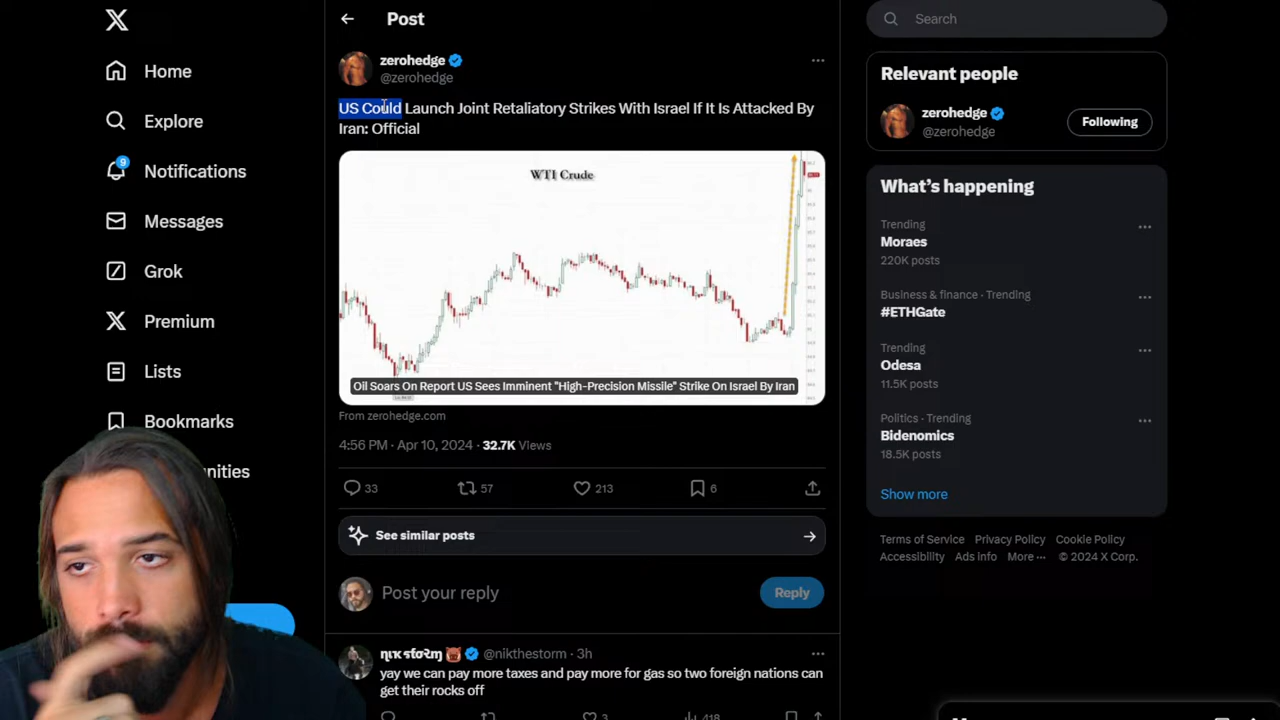 Home
Explore
9
Notifications
Messages
Grok
Premium
Lists
Bookmarks
Post
zerohedge
@zerohedge
US Could Launch Joint Retaliatory Strikes With Israel If It Is Attacked By
Iran: Official
WTI Crude
Oil Soars On Report US Sees Imminent "High-Precision Missile" Strike On Israel By Iran
From zerohedge.com
4:56 PM · Apr 10, 2024 · 32.7K Views
33 57 213 6
See similar posts
Post your reply
Reply
@nikthestorm · 3h
yay we can pay more taxes and pay more for gas so two foreign nations can
get their rocks off
3 418
Search
Relevant people
zerohedge
@zerohedge
Following
What's happening
Trending
Moraes
220K posts
Business & finance · Trending
#ETHGate
Trending
Odesa
11.5K posts
Politics · Trending
Bidenomics
18.5K posts
Show more
Terms of Service Privacy Policy Cookie Policy
Accessibility Ads info More ··· © 2024 X Corp.